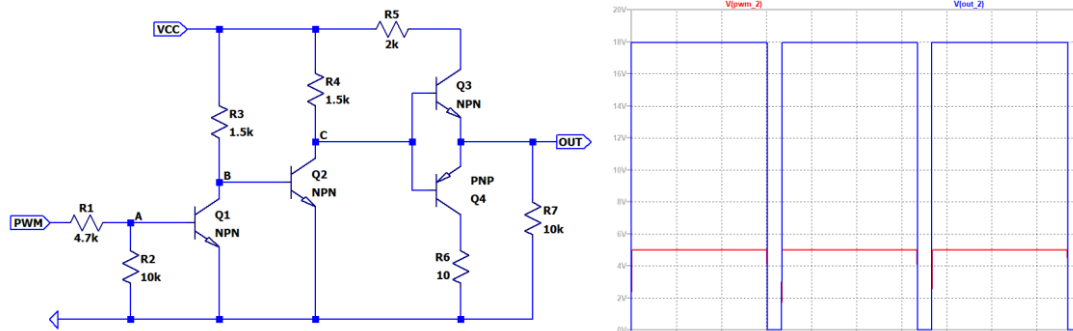 VCC
R5
2k
R4
1.5k
Q3
NPN
R3
1.5k
C
OUT
B
Q2
NPN
PNP
Q4
R1
PWM
4.7k
A
Q1
NPN
R7
10k
R2
10k
R6
10
V(pwm_2)
V(out_2)
20V
18V
16V
14V
12V
10V
8V
6V
4V
2V
0V